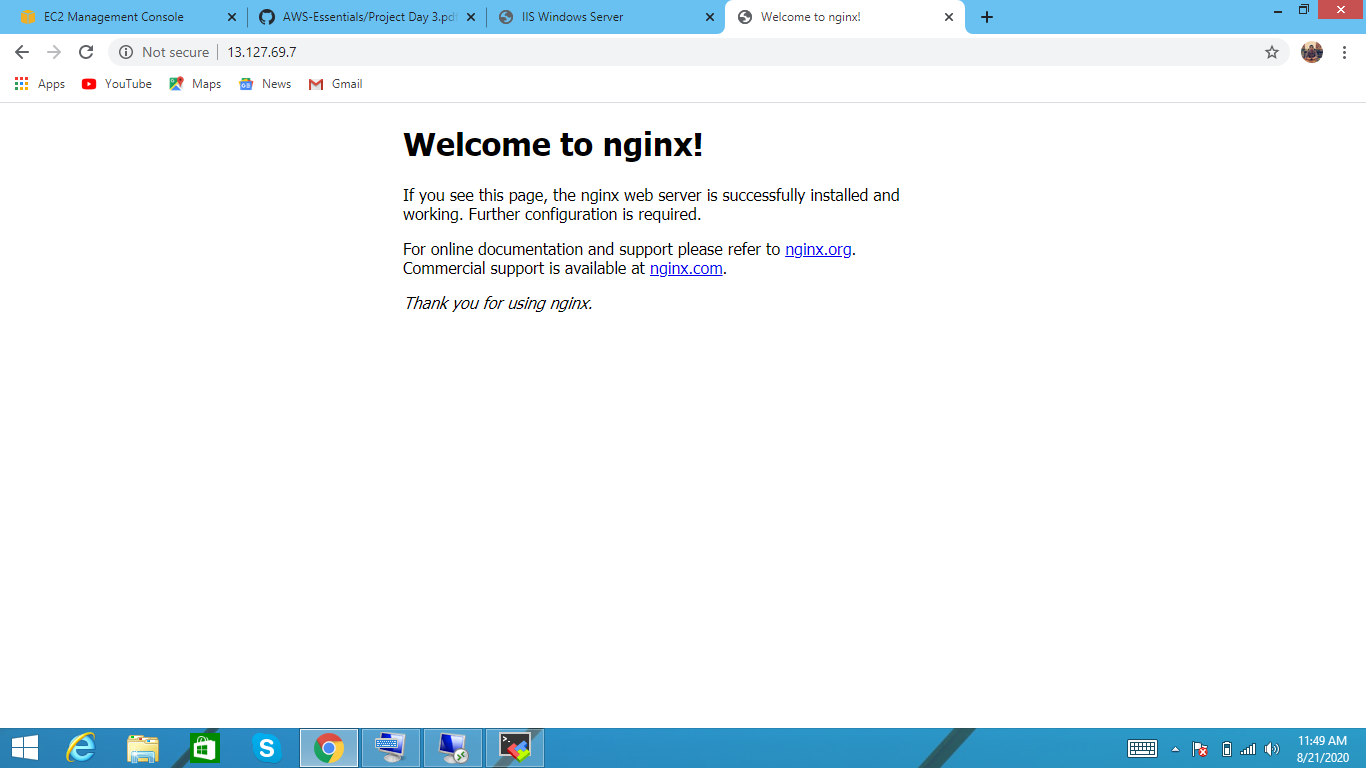 EC2 Management Console
AWS-Essentials/Project Day 3.pd
IIS Windows Server
Welcome to nginx!
Not secure
13.127.69.7
Apps
YouTube
Maps
News
Gmail
Welcome to nginx!
If you see this page, the nginx web server is successfully installed and
working. Further configuration is required.
For online documentation and support please refer to nginx.org.
Commercial support is available at nginx.com.
Thank you for using nginx.
11:49 AM
8/21/2020